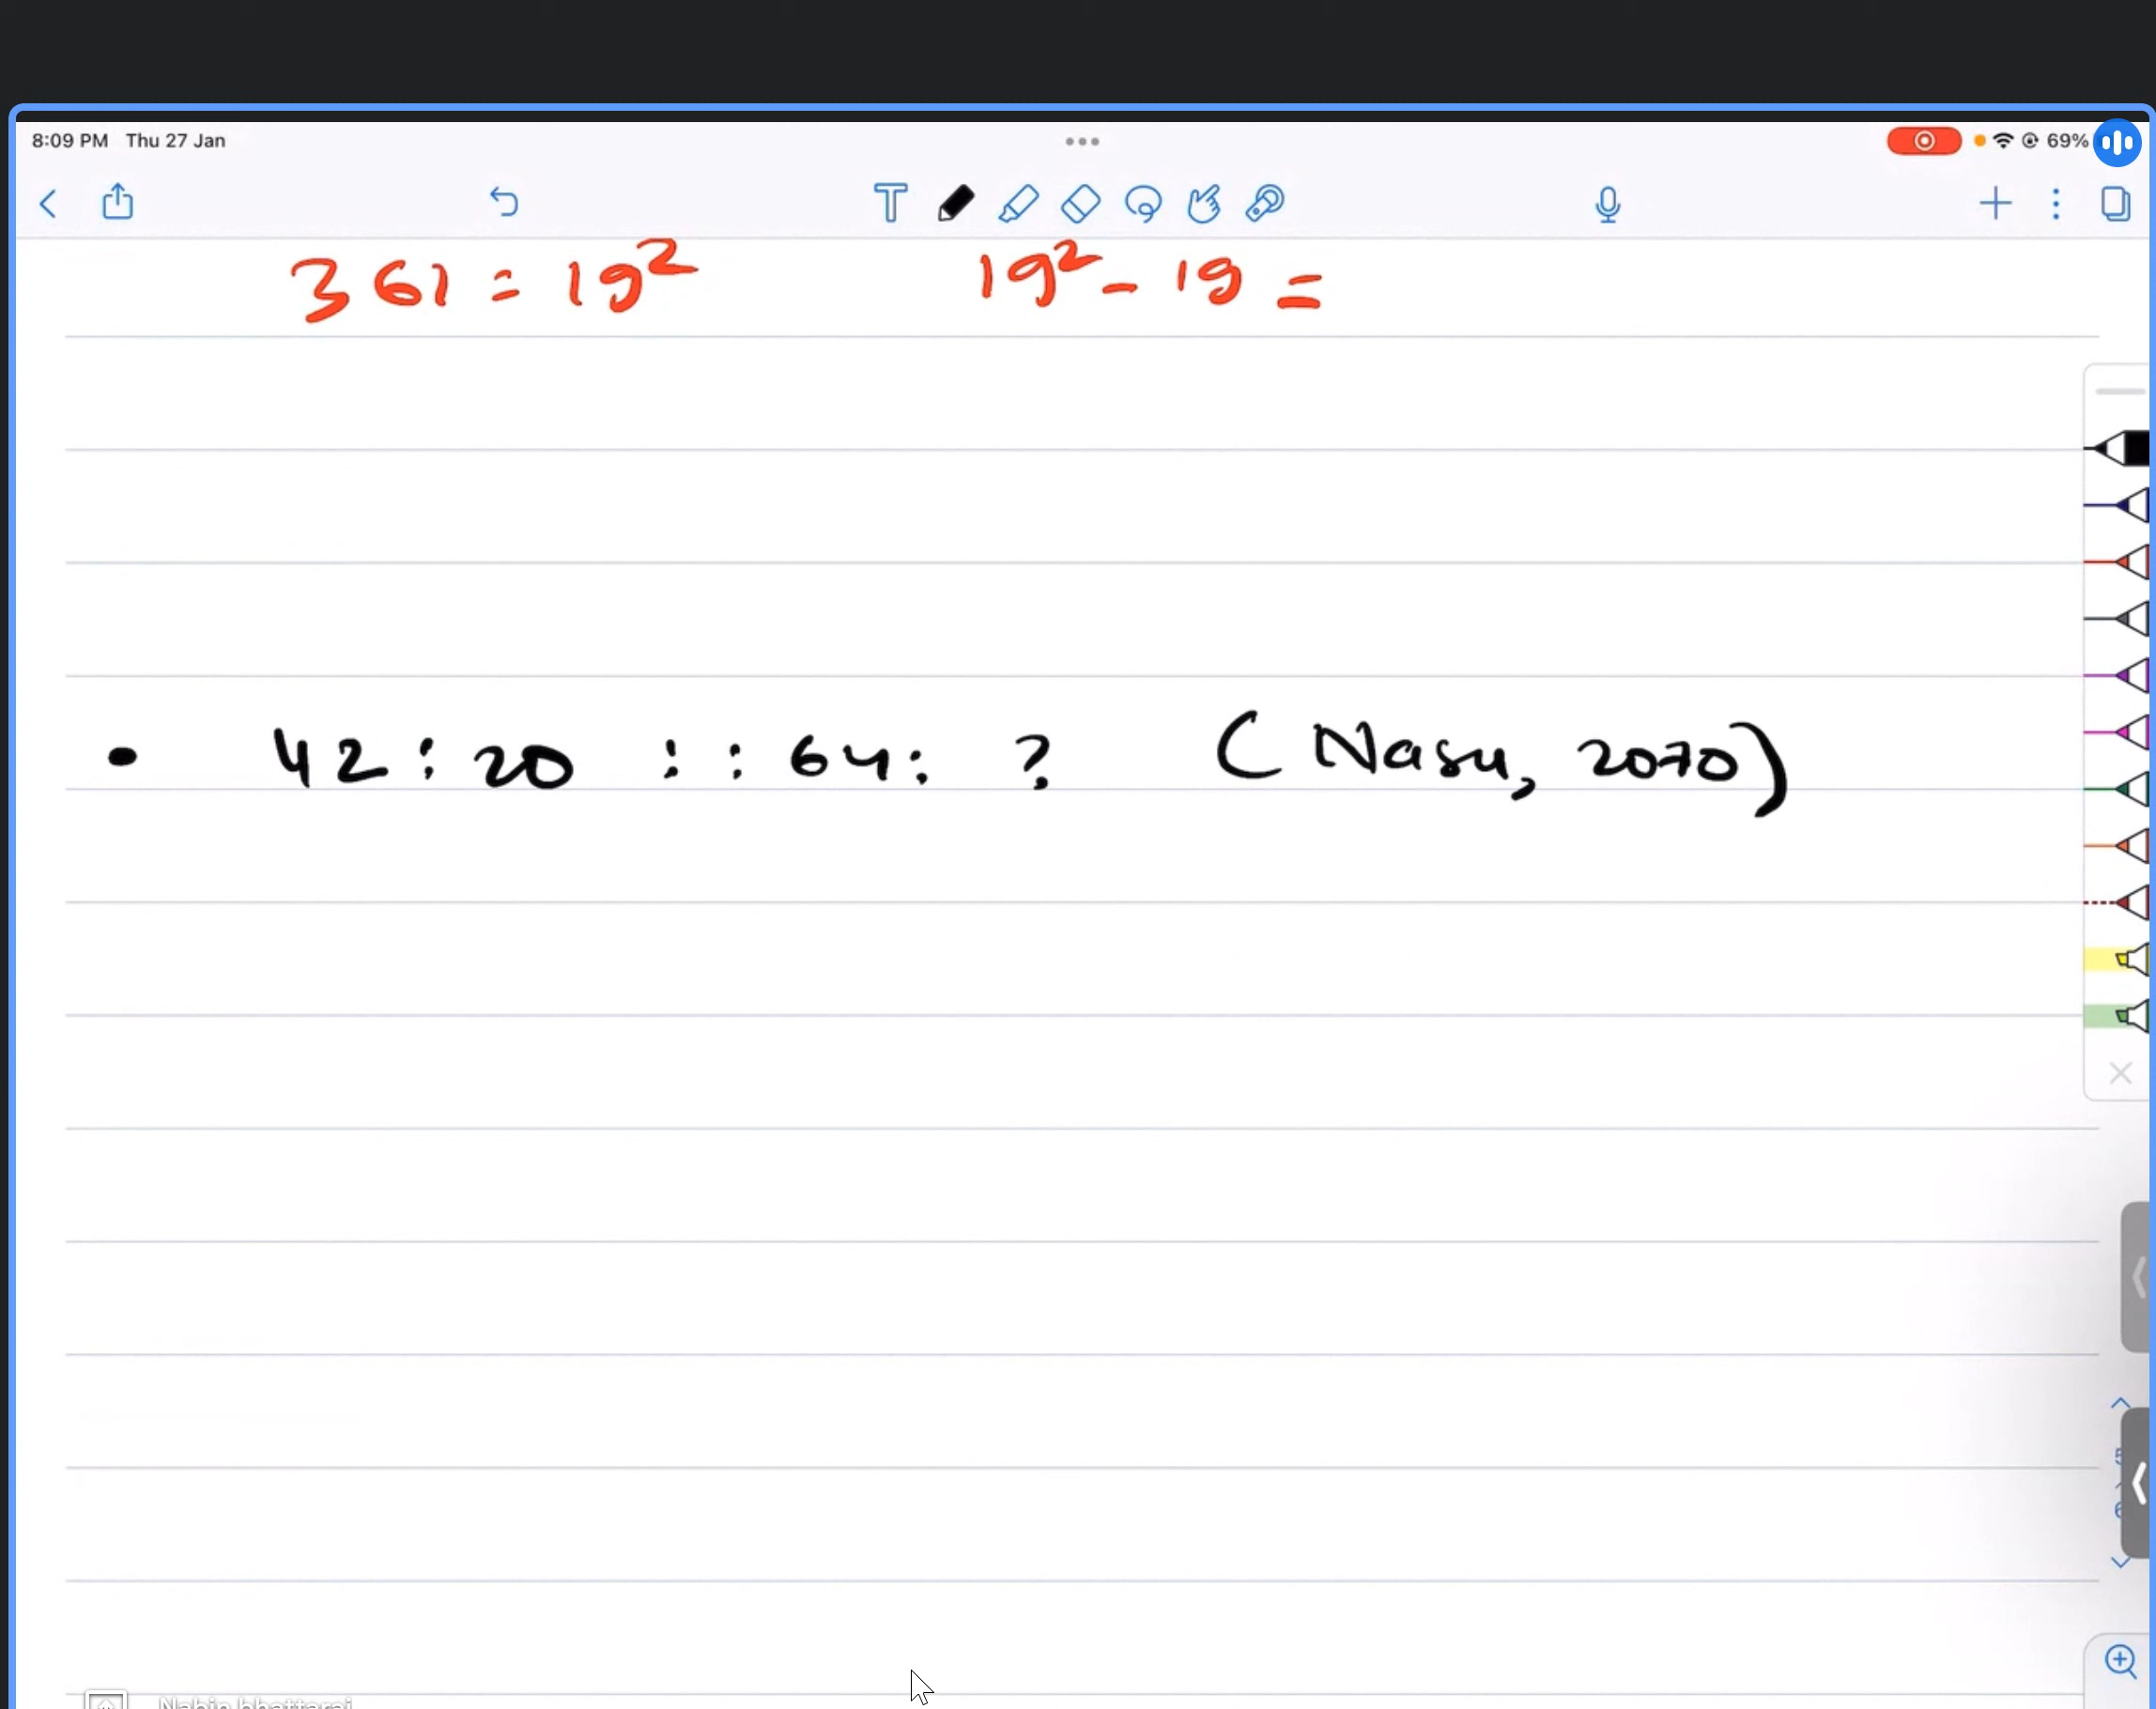 8:09 PM Thu 27 Jan
69%
361 = 19²
19² - 19 =
• 42 : 20 :: 64 : ? (Nasu, 2070)